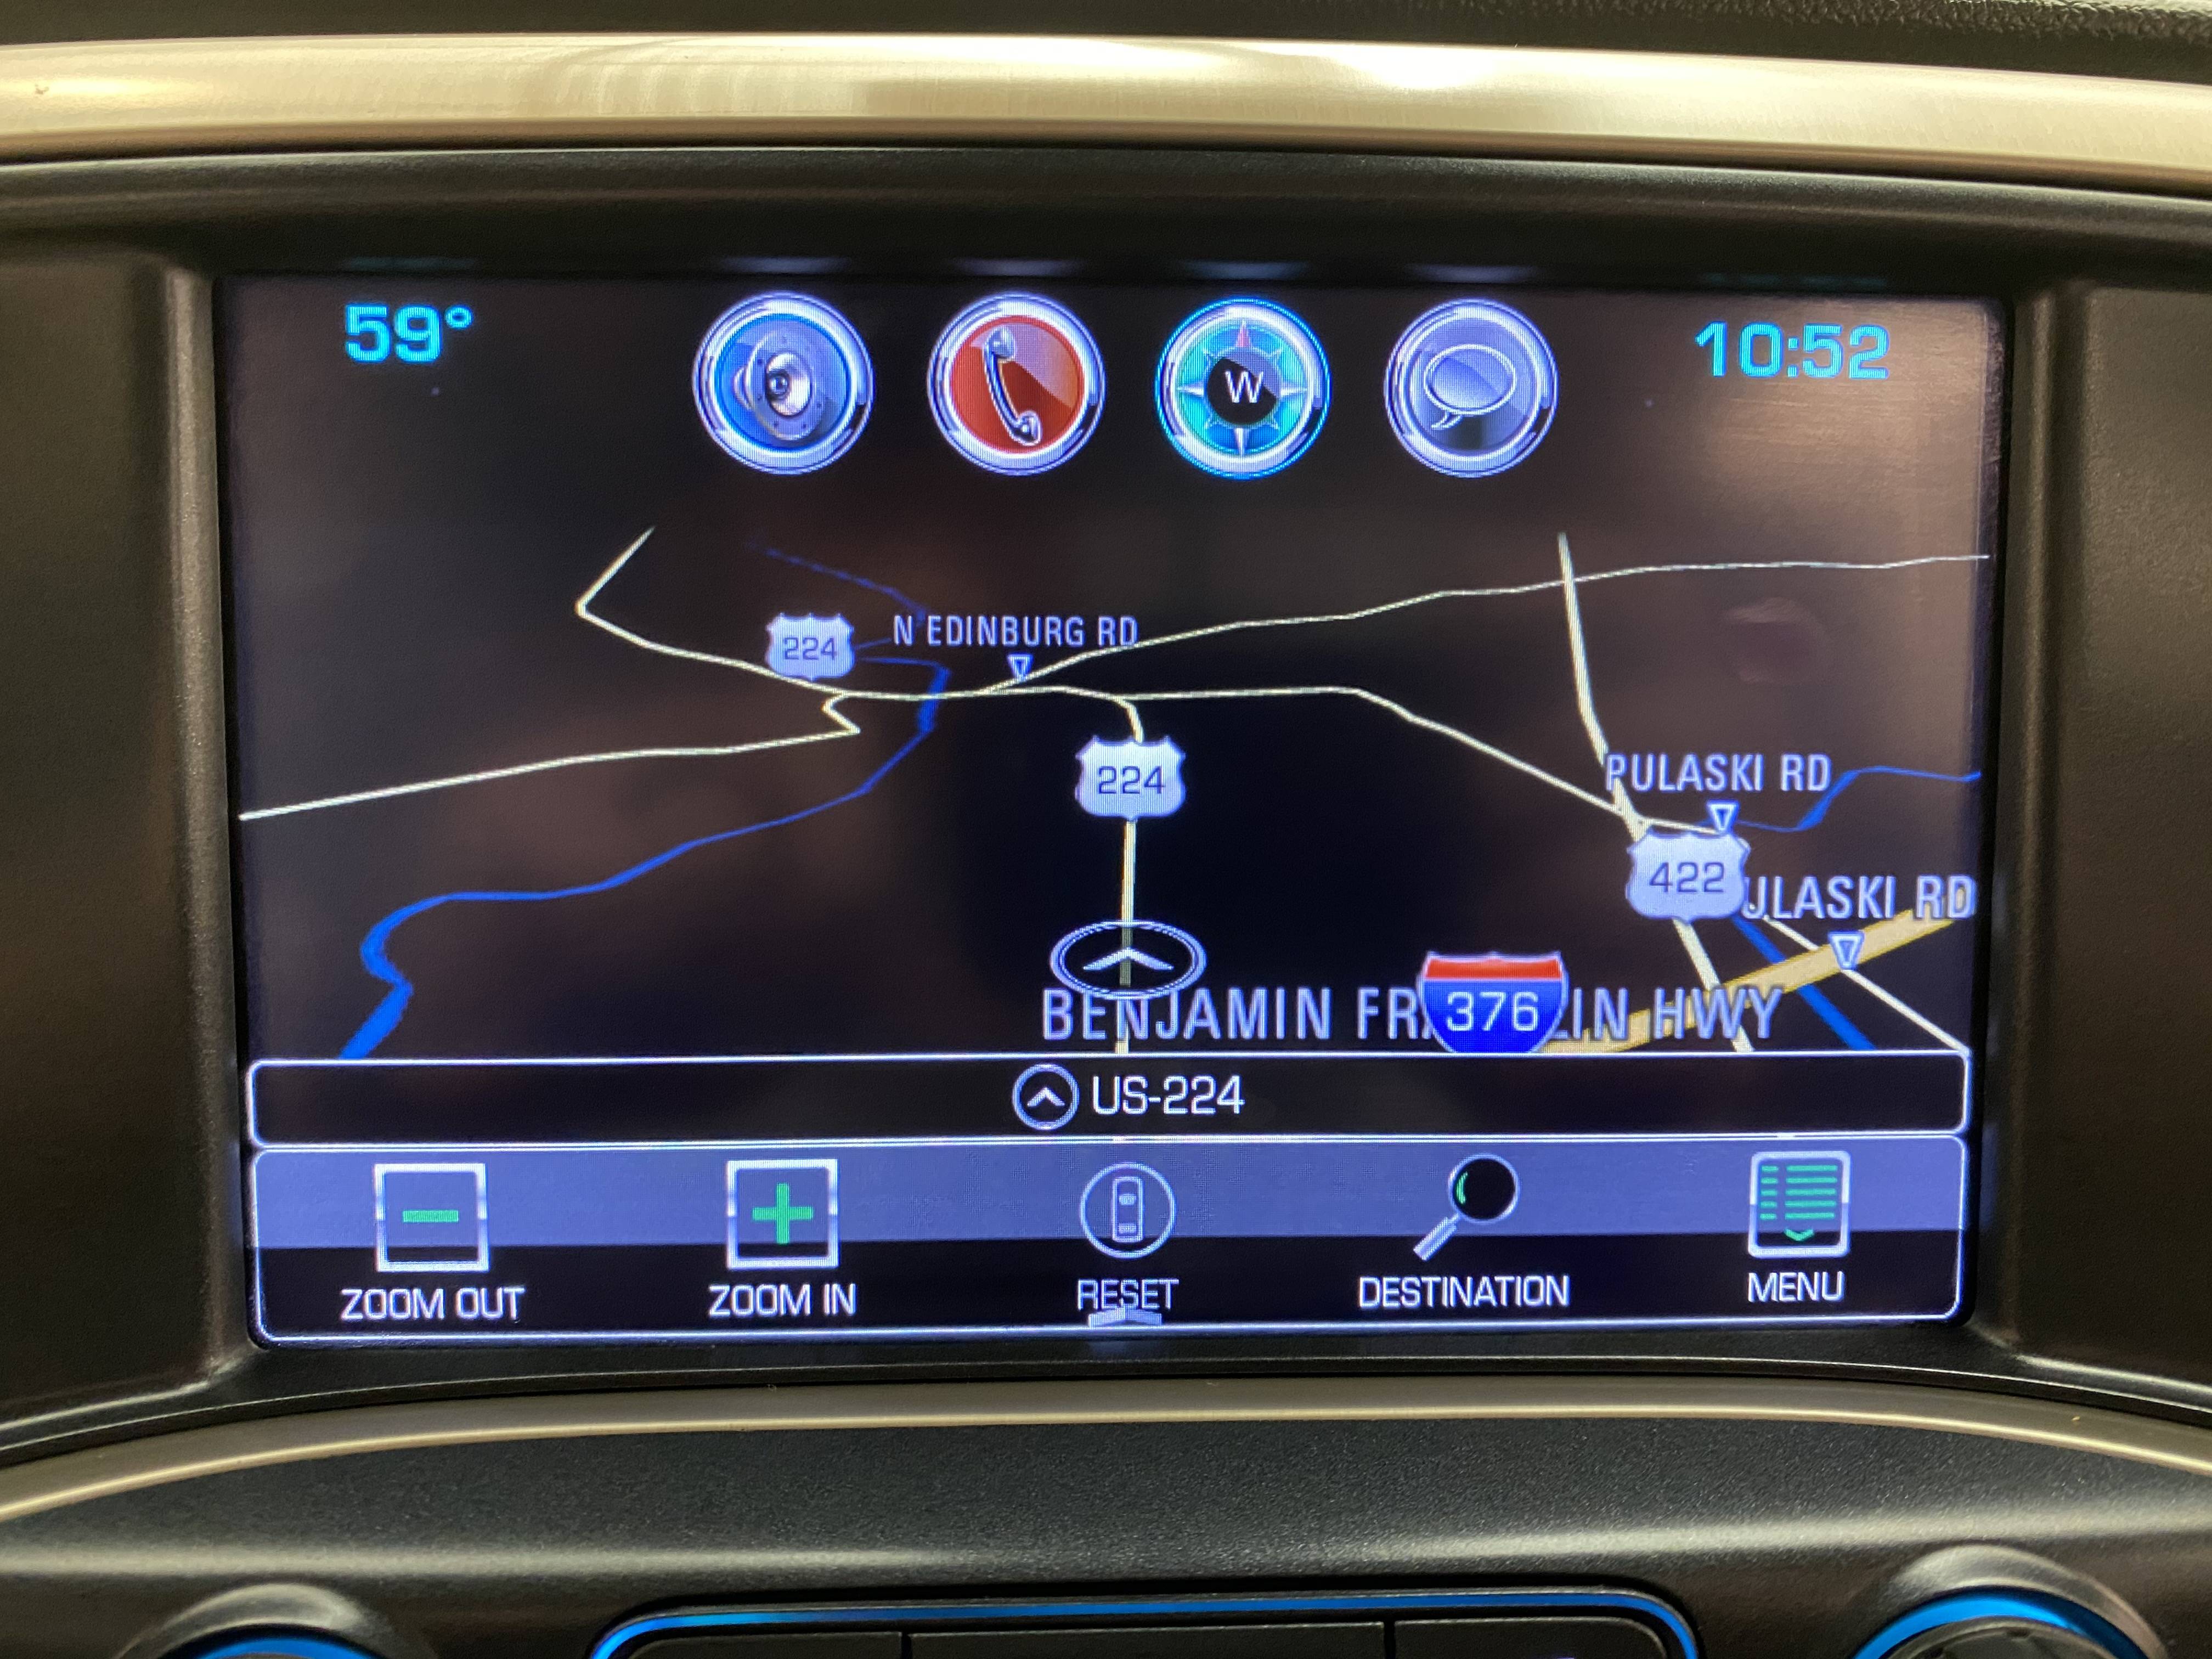 59°
W
10:52
224
N EDINBURG RD
224
PULASKI RD
422
ULASKI RD
BENJAMIN FR
376
LIN HWY
US-224
ZOOM OUT
ZOOM IN
RESET
DESTINATION
MENU